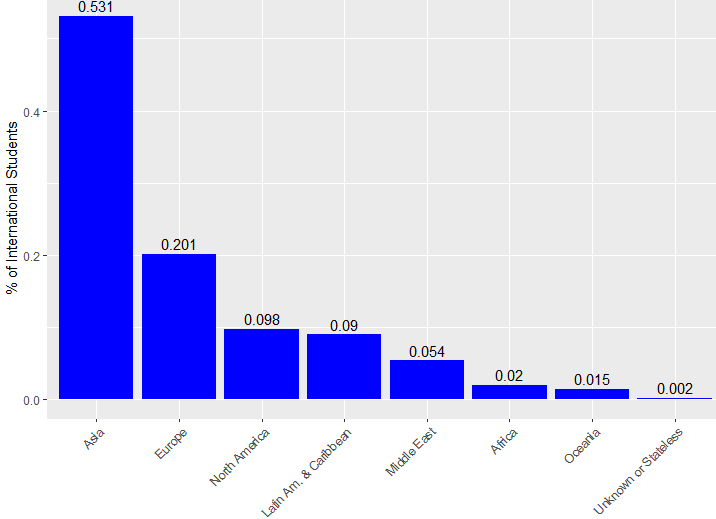 0.531
0.201
0.098
0.09
0.054
0.02
0.015
0.002
% of International Students
0.4
0.2
0.0
Asia
Europe
North America
Latin Am. & Caribbean
Middle East
Africa
Oceania
Unknown or Stateless